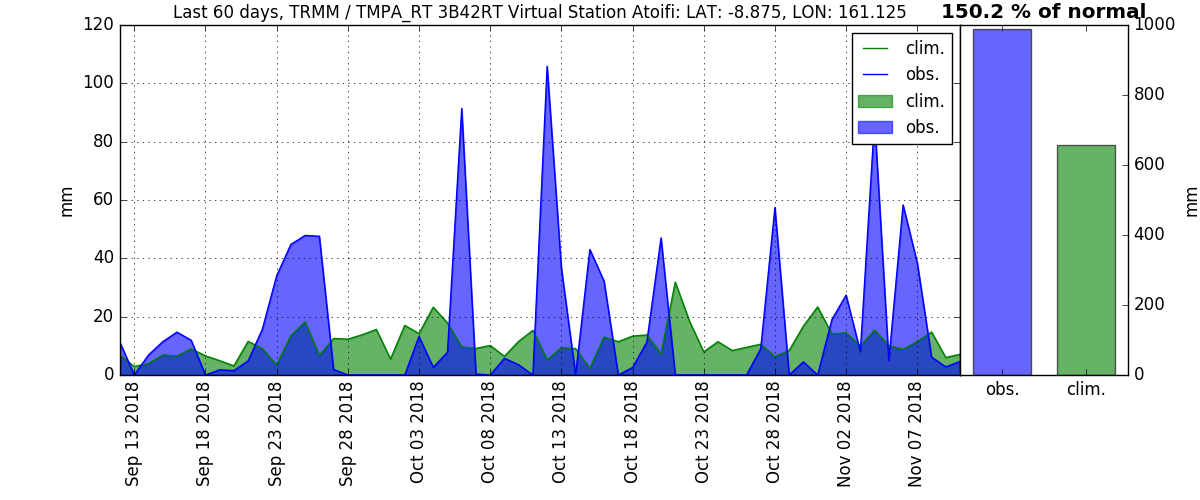 Last 60 days, TRMM / TMPA_RT 3B42RT Virtual Station Atoifi: LAT: -8.875, LON: 161.125
150.2 % of normal
120
100
80
60
40
20
0
mm
clim.
obs.
clim.
obs.
1000
800
600
400
200
0
mm
obs.
clim.
Sep 13 2018
Sep 18 2018
Sep 23 2018
Sep 28 2018
Oct 03 2018
Oct 08 2018
Oct 13 2018
Oct 18 2018
Oct 23 2018
Oct 28 2018
Nov 02 2018
Nov 07 2018